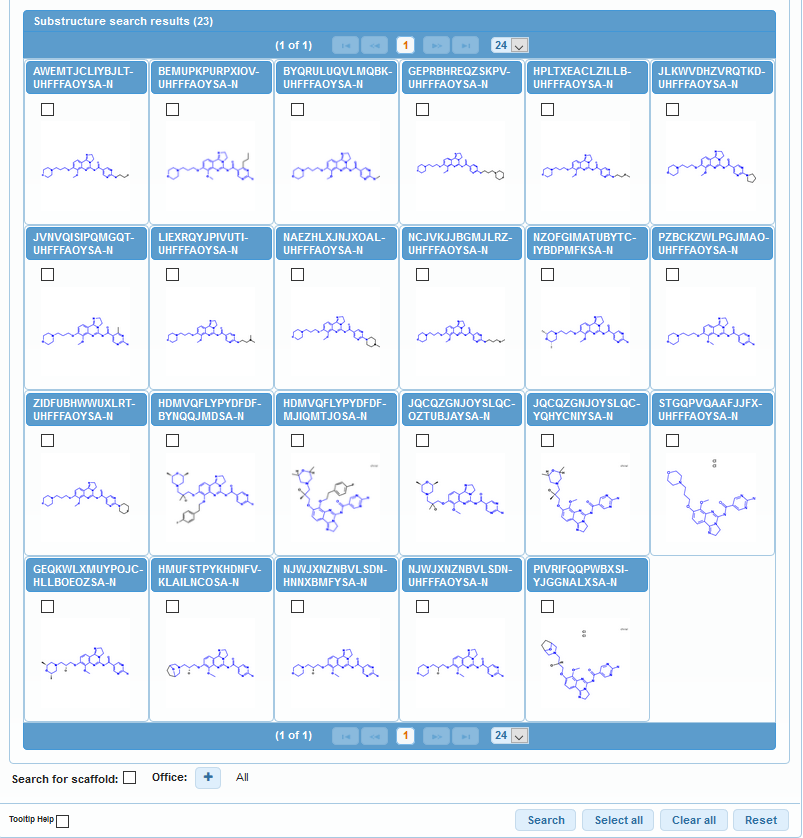 Substructure search results (23)
(1 of 1) 1 24
AWEMTJCLIYBJLT-
UHFFFAOYSA-N
BEMUPKPURPXIOV-
UHFFFAOYSA-N
BYQRULUQVLMQBK-
UHFFFAOYSA-N
GEPRBHREQZSKPV-
UHFFFAOYSA-N
HPLTXEACLZILLB-
UHFFFAOYSA-N
JLKWVDHZVRQTKD-
UHFFFAOYSA-N
JVNVQISIPQMGQT-
UHFFFAOYSA-N
LIEXRQYJPIVUTI-
UHFFFAOYSA-N
NAEZHLXJNJXOAL-
UHFFFAOYSA-N
NCJVKJJBGMJLRZ-
UHFFFAOYSA-N
NZOFGIMATUBYTC-
IYBDPMFKSA-N
PZBCKZWLPGJMAO-
UHFFFAOYSA-N
ZIDFUBHWWUXLRT-
UHFFFAOYSA-N
HDMVQFLYPYDFDF-
BYNQQJMDSA-N
HDMVQFLYPYDFDF-
MJIQMTJOSA-N
JQCQZGNJOYSLQC-
OZTUBJAYSA-N
JQCQZGNJOYSLQC-
YQHYCNIYSA-N
STGQPVQAAFJJFX-
UHFFFAOYSA-N
GEQKWLXMUYPOJC-
HLLBOEOZSA-N
HMUFSTPYKHDNFV-
KLAILNCOSA-N
NJWJXNZNBVLSDN-
HNNXBMFYSA-N
NJWJXNZNBVLSDN-
UHFFFAOYSA-N
PIVRIFQQPWBXSI-
YJGGNALXSA-N
(1 of 1) 1 24
Search for scaffold: Office: + All
Tooltip Help
Search Select all Clear all Reset